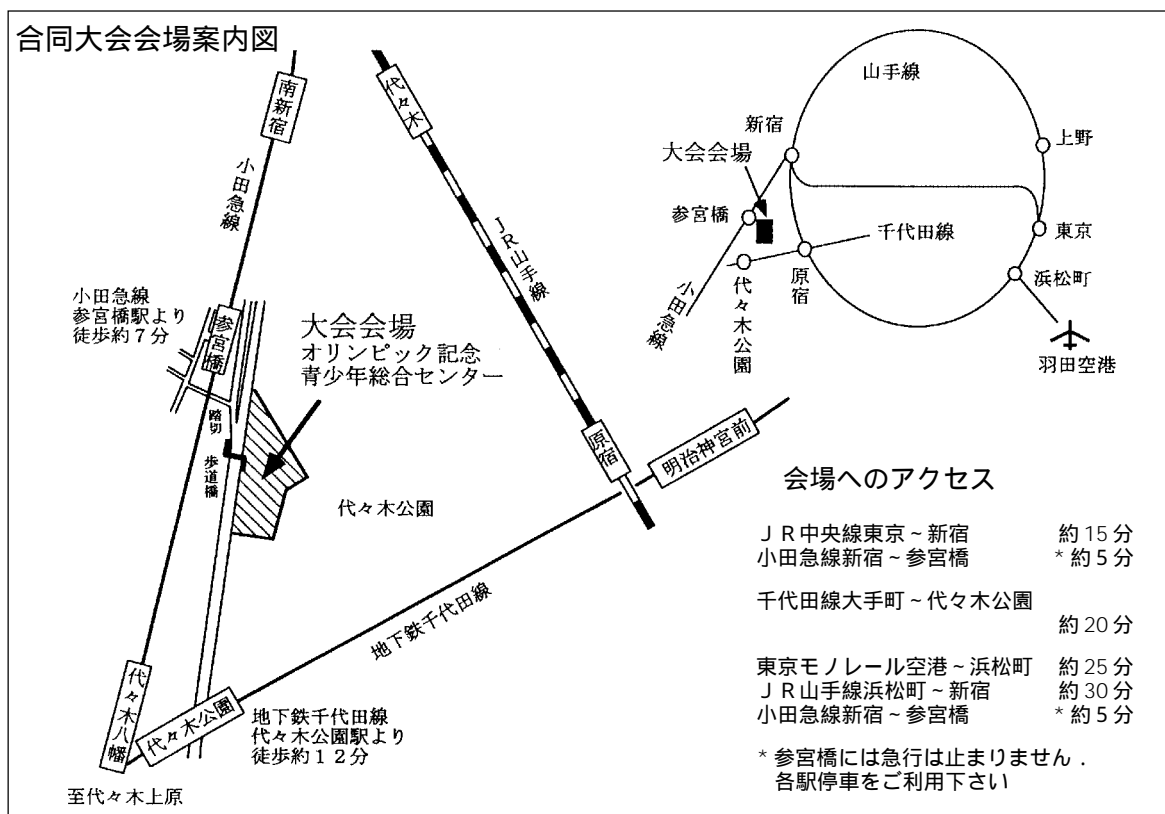 合同大会会場案内図
南新宿
小田急線
代々木
JR山手線
小田急線
参宮橋駅より
徒歩約７分
参宮橋
大会会場
オリンピック記念
青少年総合センター
踏切
歩道橋
代々木公園
原宿
明治神宮前
地下鉄千代田線
代々木八幡
代々木公園
地下鉄千代田線
代々木公園駅より
徒歩約１２分
至代々木上原
山手線
新宿
上野
大会会場
参宮橋
千代田線
東京
原宿
浜松町
小田急線
代々木公園
羽田空港
会場へのアクセス
ＪＲ中央線東京～新宿 約15分
小田急線新宿～参宮橋 *約5分
千代田線大手町～代々木公園
約20分
東京モノレール空港～浜松町 約25分
ＪＲ山手線浜松町～新宿 約30分
小田急線新宿～参宮橋 *約5分
* 参宮橋には急行は止まりません．
各駅停車をご利用下さい